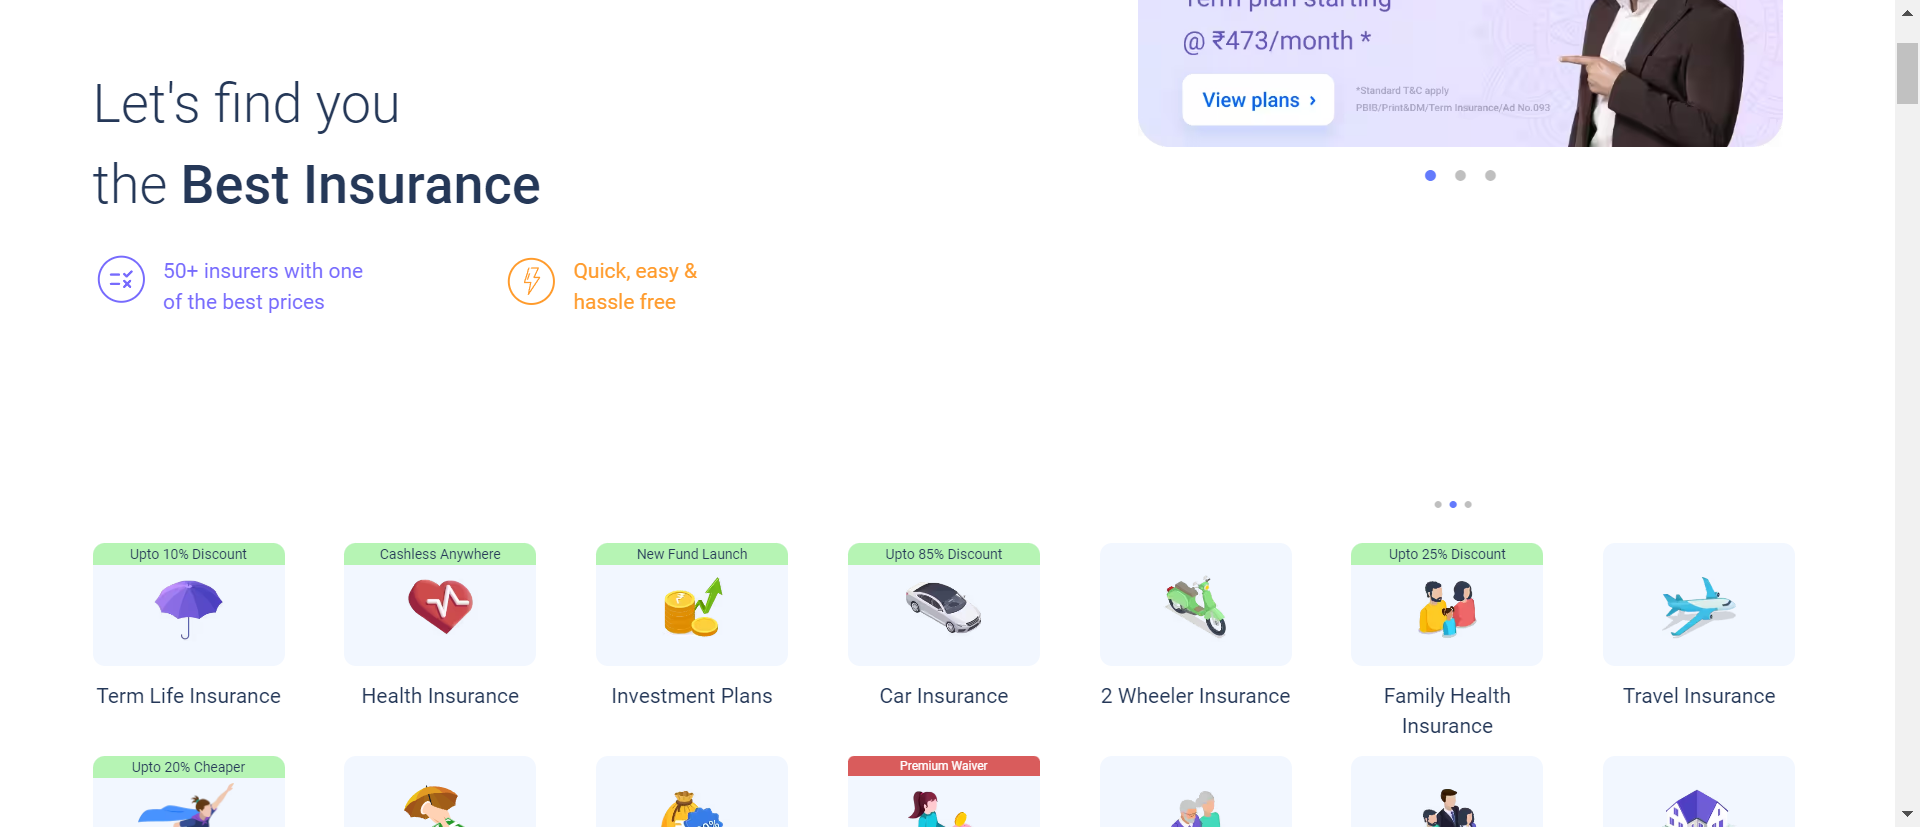 Term plan starting
@ ₹473/month *
View plans ›
*Standard T&C apply
PBIB/Print&DM/Term Insurance/Ad No.093
Let's find you
the Best Insurance
50+ insurers with one
of the best prices
Quick, easy &
hassle free
Upto 10% Discount
Term Life Insurance
Cashless Anywhere
Health Insurance
New Fund Launch
Investment Plans
Upto 85% Discount
Car Insurance
2 Wheeler Insurance
Upto 25% Discount
Family Health
Insurance
Travel Insurance
Upto 20% Cheaper
Premium Waiver